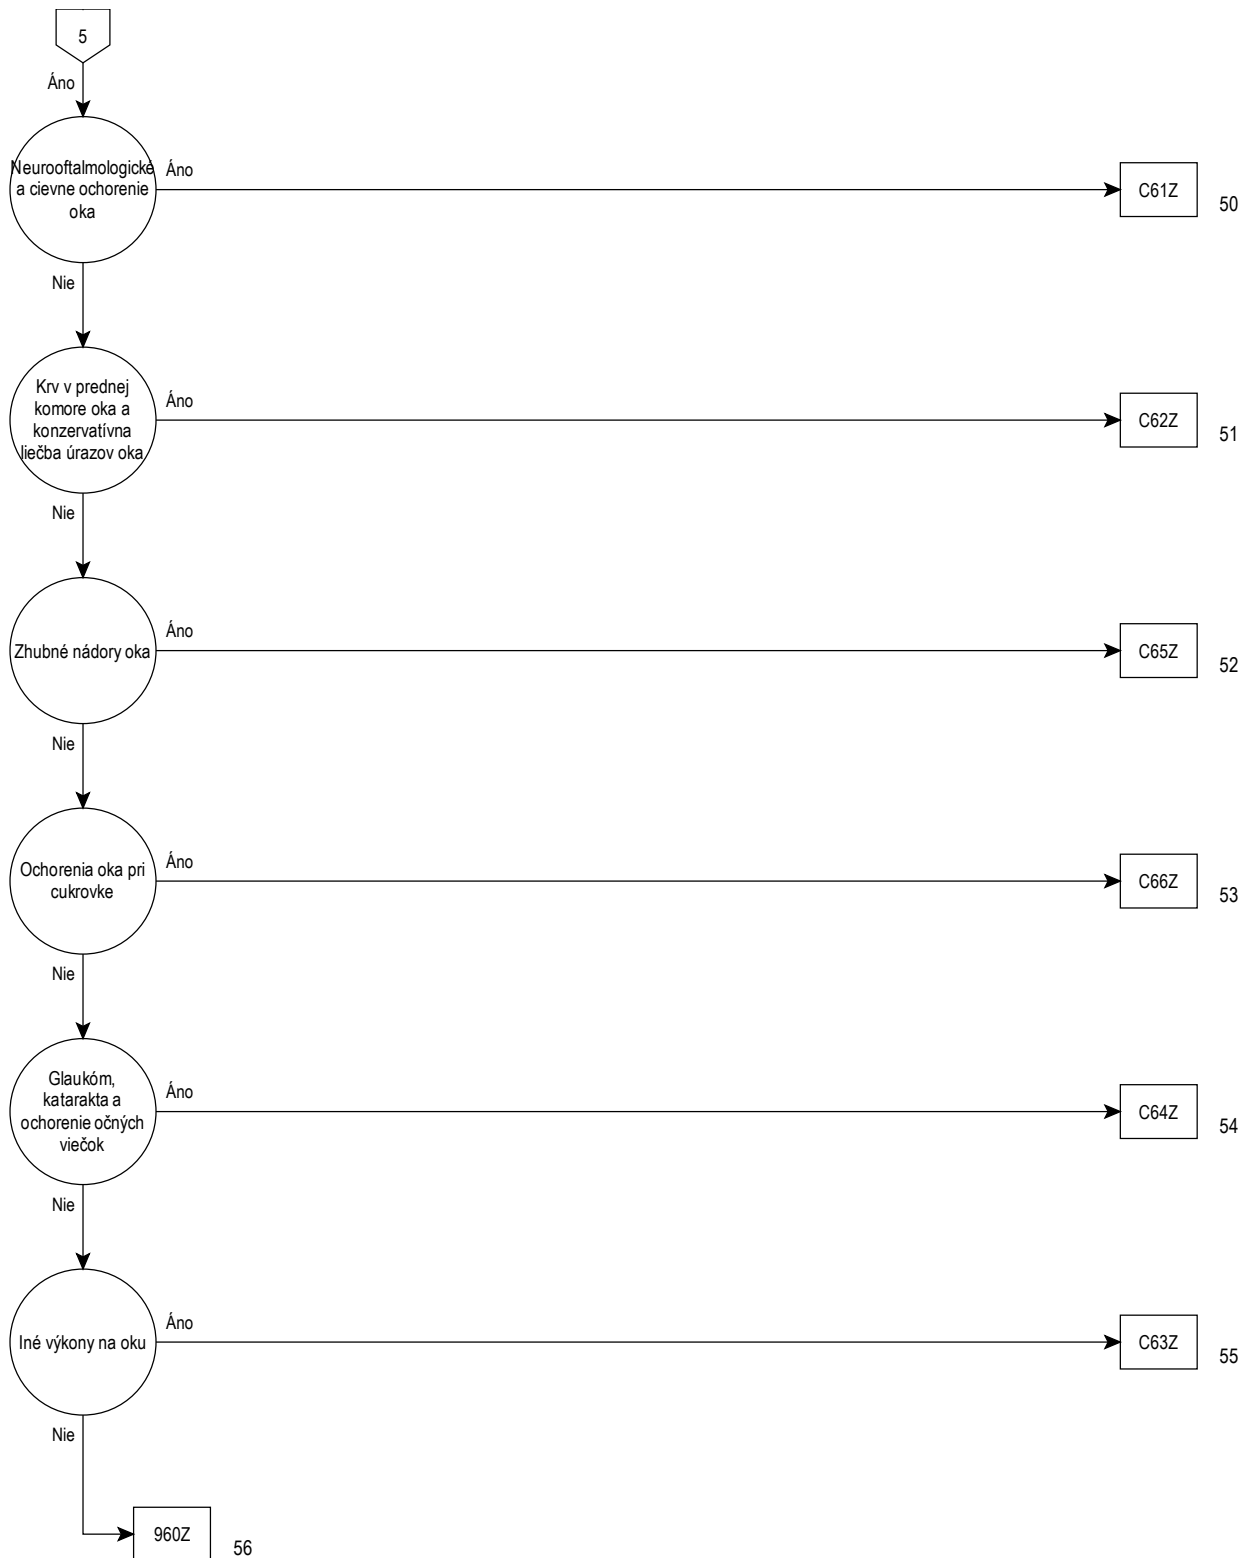 5
Áno
Neurooftalmologické
a cievne ochorenie
oka
Áno
C61Z
50
Nie
Krv v prednej
komore oka a
konzervatívna
liečba úrazov oka
Áno
C62Z
51
Nie
Zhubné nádory oka
Áno
C65Z
52
Nie
Ochorenia oka pri
cukrovke
Áno
C66Z
53
Nie
Glaukóm,
katarakta a
ochorenie očných
viečok
Áno
C64Z
54
Nie
Iné výkony na oku
Áno
C63Z
55
Nie
960Z
56